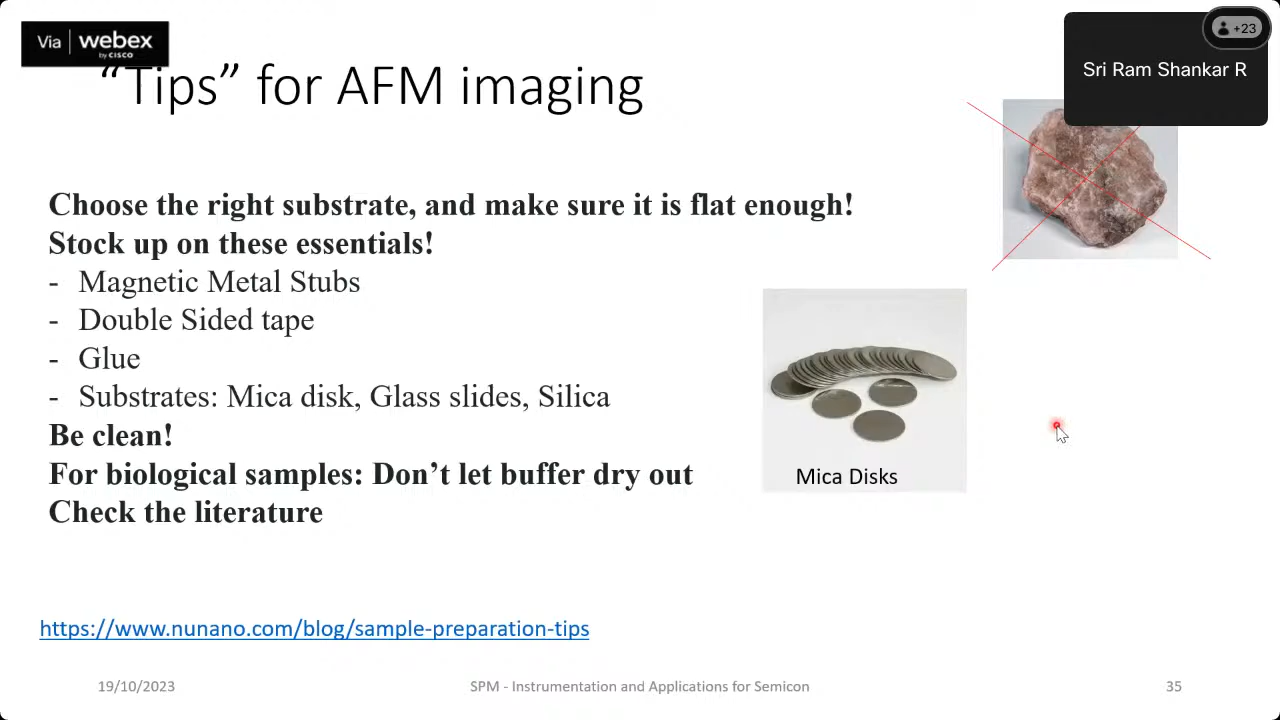 Via webex
by CISCO
+23
Sri Ram Shankar R
“Tips” for AFM imaging
Choose the right substrate, and make sure it is flat enough!
Stock up on these essentials!
- Magnetic Metal Stubs
- Double Sided tape
- Glue
- Substrates: Mica disk, Glass slides, Silica
Be clean!
For biological samples: Don’t let buffer dry out
Check the literature
Mica Disks
https://www.nunano.com/blog/sample-preparation-tips
19/10/2023
SPM - Instrumentation and Applications for Semicon
35